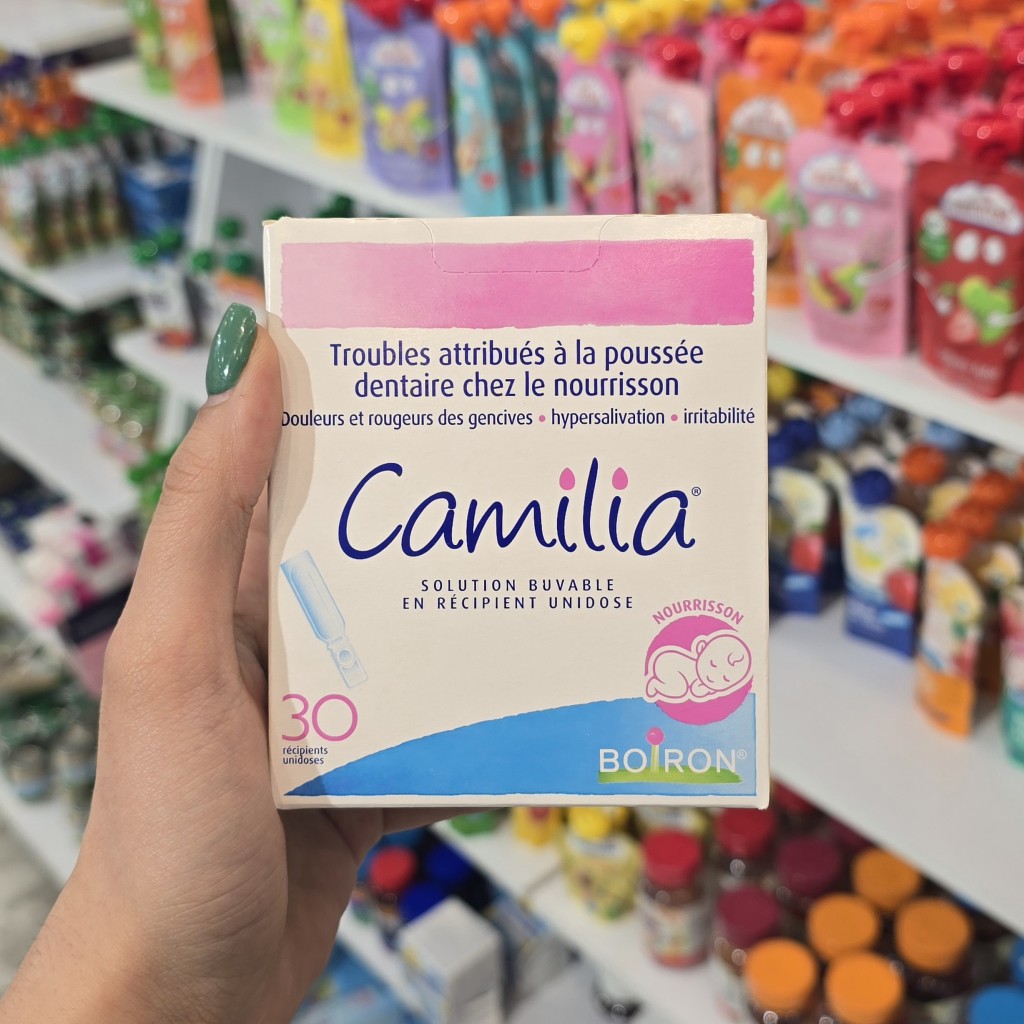 Troubles attribués à la poussée
dentaire chez le nourrisson
Douleurs et rougeurs des gencives • hypersalivation • irritabilité
Camilia®
SOLUTION BUVABLE
EN RÉCIPIENT UNIDOSE
NOURRISSON
30
récipients
unidoses
BOIRON®